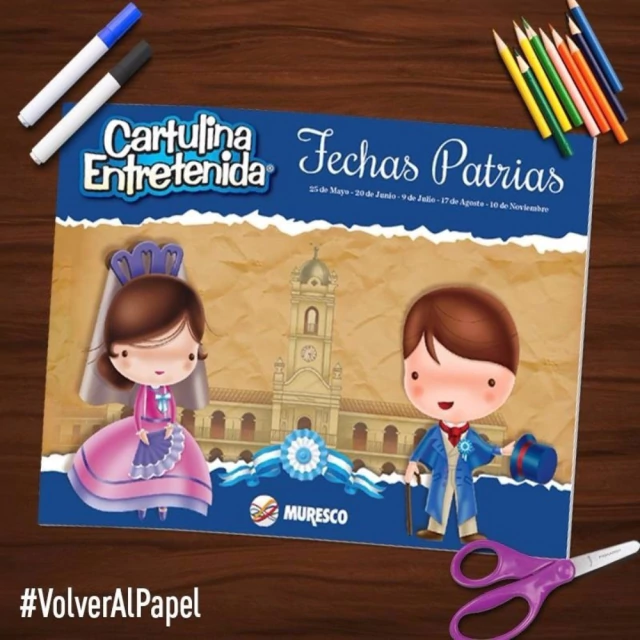 Cartulina
Entretenida®
Fechas Patrias
25 de Mayo - 20 de Junio - 9 de Julio - 17 de Agosto - 10 de Noviembre
MURESCO
#VolverAlPapel